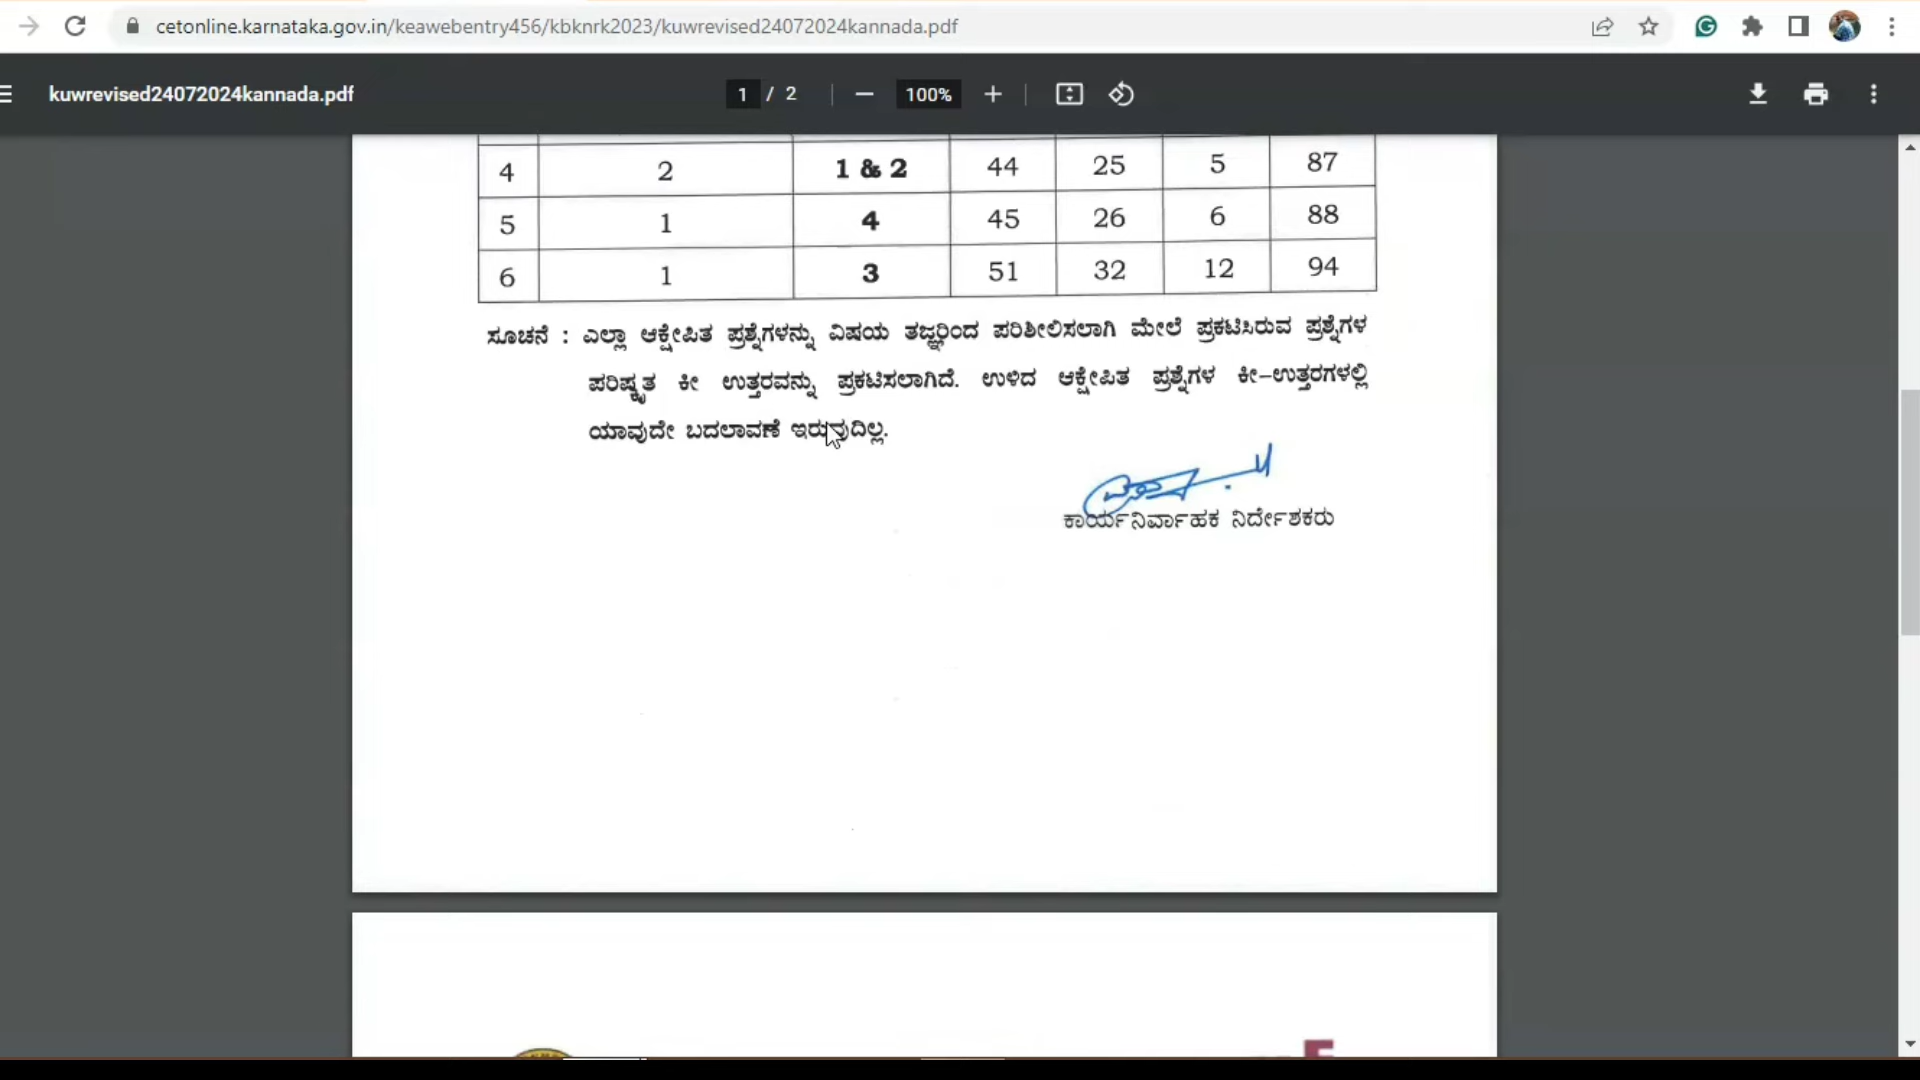 cetonline.karnataka.gov.in/keawebentry456/kbknrk2023/kuwrevised24072024kannada.pdf
kuwrevised24072024kannada.pdf
1 / 2
100%
4 2 1 & 2 44 25 5 87
5 1 4 45 26 6 88
6 1 3 51 32 12 94
ಸೂಚನೆ : ಎಲ್ಲಾ ಆಕ್ಷೇಪಿತ ಪ್ರಶ್ನೆಗಳನ್ನು ವಿಷಯ ತಜ್ಞರಿಂದ ಪರಿಶೀಲಿಸಲಾಗಿ ಮೇಲೆ ಪ್ರಕಟಿಸಿರುವ ಪ್ರಶ್ನೆಗಳ
ಪರಿಷ್ಕೃತ ಕೀ ಉತ್ತರವನ್ನು ಪ್ರಕಟಿಸಲಾಗಿದೆ. ಉಳಿದ ಆಕ್ಷೇಪಿತ ಪ್ರಶ್ನೆಗಳ ಕೀ-ಉತ್ತರಗಳಲ್ಲಿ
ಯಾವುದೇ ಬದಲಾವಣೆ ಇರುವುದಿಲ್ಲ.
ಕಾರ್ಯನಿರ್ವಾಹಕ ನಿರ್ದೇಶಕರು